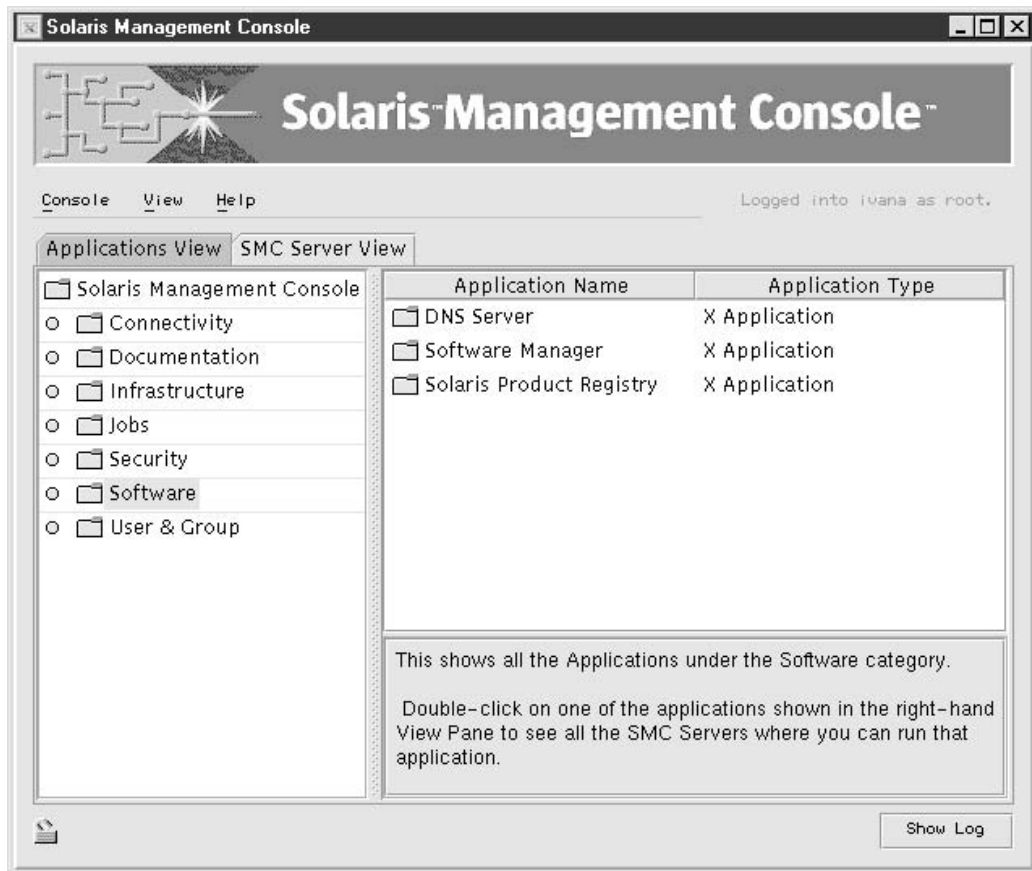 Solaris Management Console
Solaris™Management Console™
Console View Help
Logged into ivana as root.
Applications View SMC Server View
Solaris Management Console
Connectivity
Documentation
Infrastructure
Jobs
Security
Software
User & Group
Application Name Application Type
DNS Server X Application
Software Manager X Application
Solaris Product Registry X Application
This shows all the Applications under the Software category.
Double-click on one of the applications shown in the right-hand
View Pane to see all the SMC Servers where you can run that
application.
Show Log